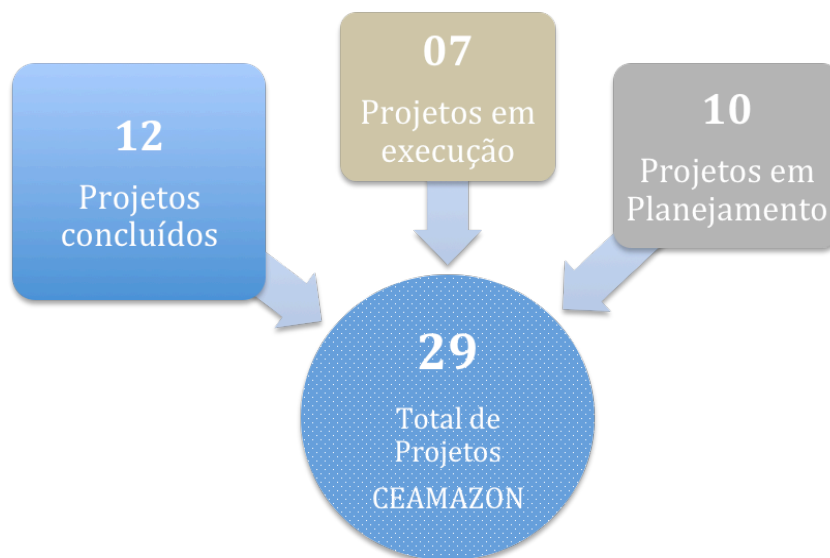 12
Projetos
concluídos
07
Projetos em
execução
10
Projetos em
Planejamento
29
Total de
Projetos
CEAMAZON